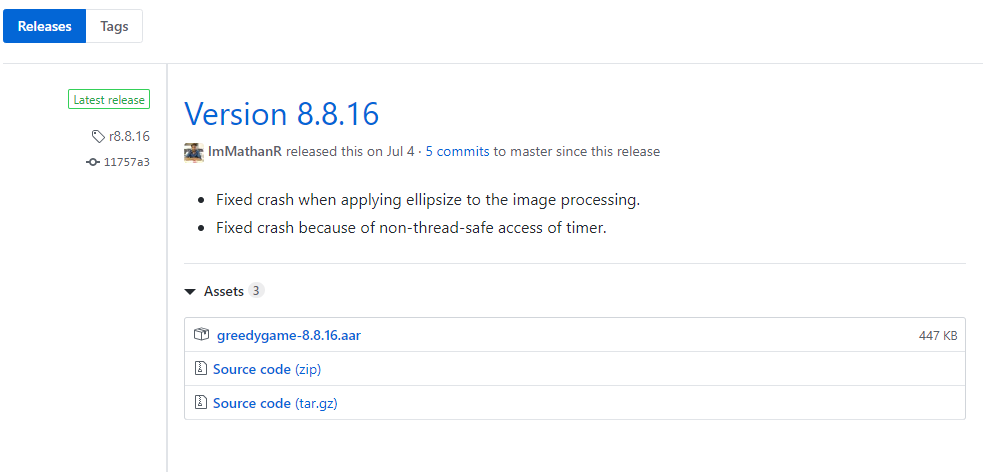 Releases Tags
Latest release
r8.8.16
11757a3
Version 8.8.16
ImMathanR released this on Jul 4 · 5 commits to master since this release
Fixed crash when applying ellipsize to the image processing.
Fixed crash because of non-thread-safe access of timer.
Assets 3
greedygame-8.8.16.aar 447 KB
Source code (zip)
Source code (tar.gz)